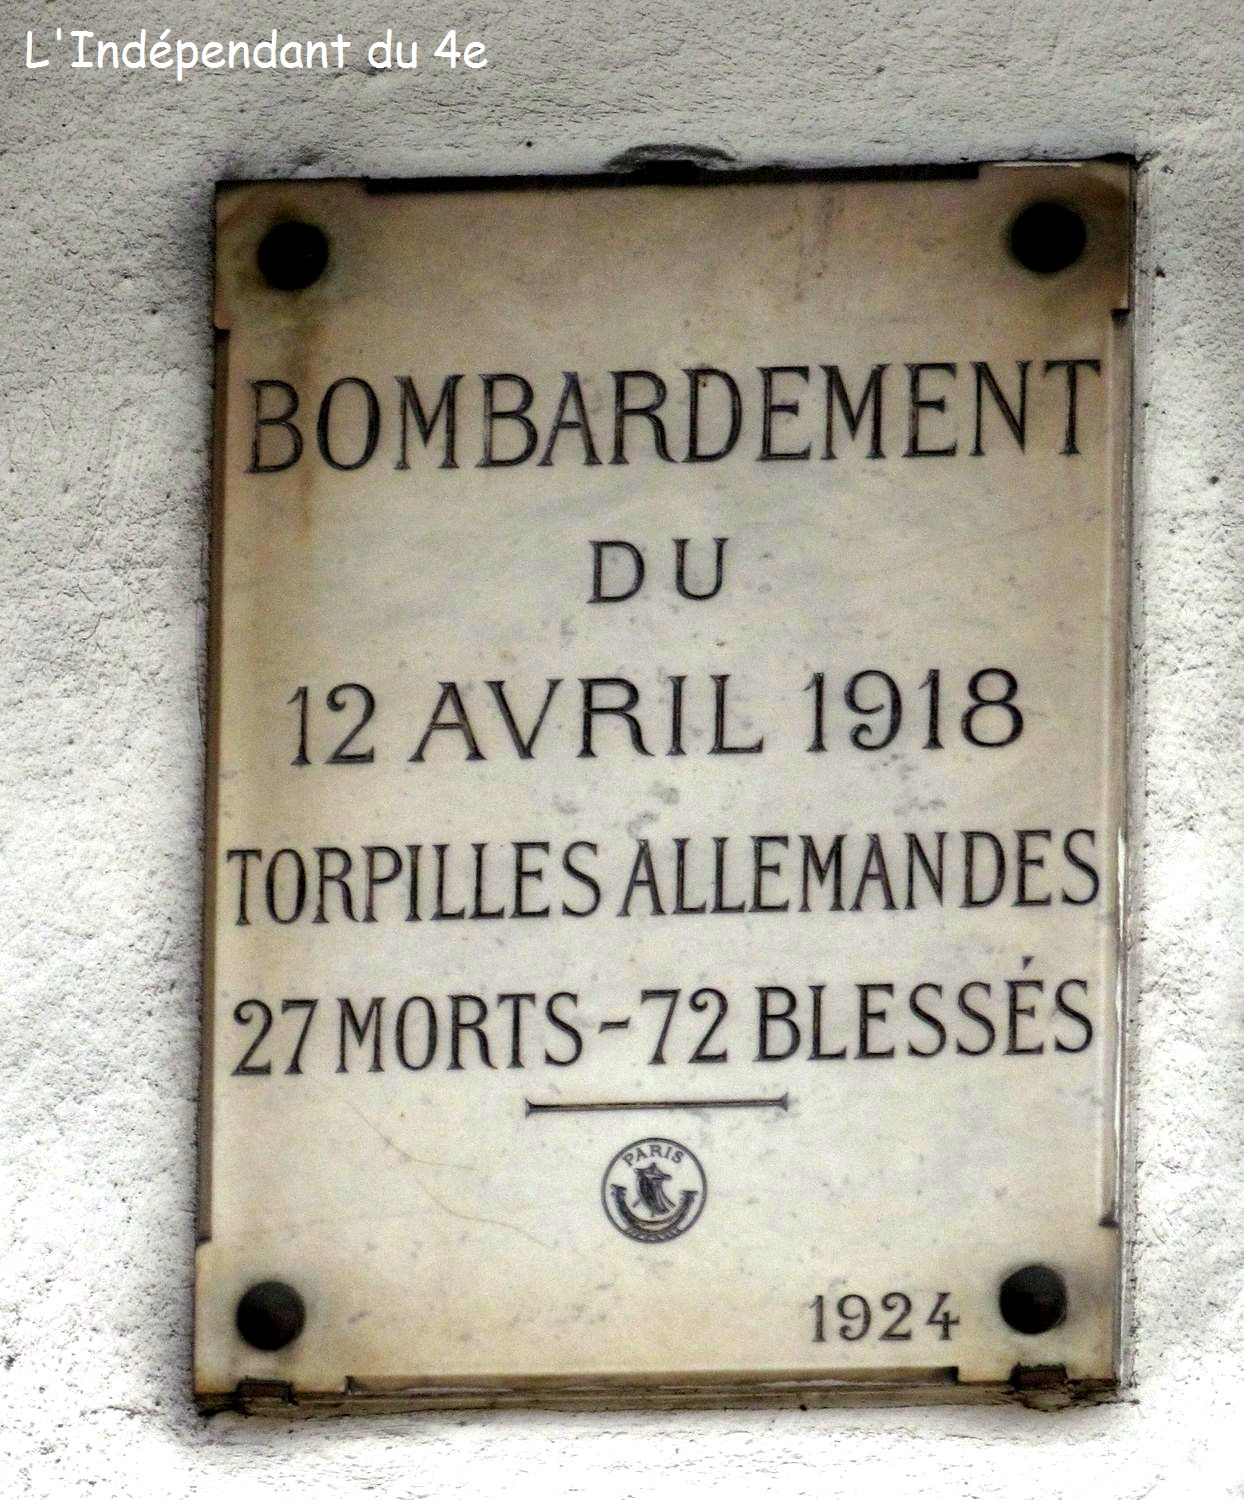 L'Indépendant du 4e
BOMBARDEMENT
DU
12 AVRIL 1918
TORPILLES ALLEMANDES
27 MORTS - 72 BLESSÉS
PARIS
1924